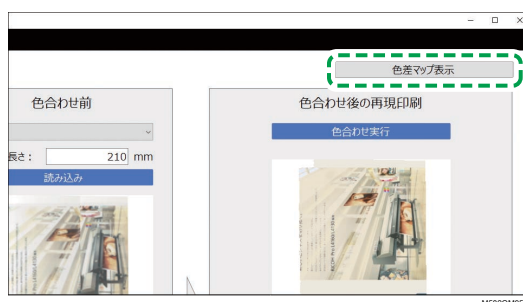 色差マップ表示
色合わせ前
色合わせ後の再現印刷
色合わせ実行
長さ： 210 mm
読み込み